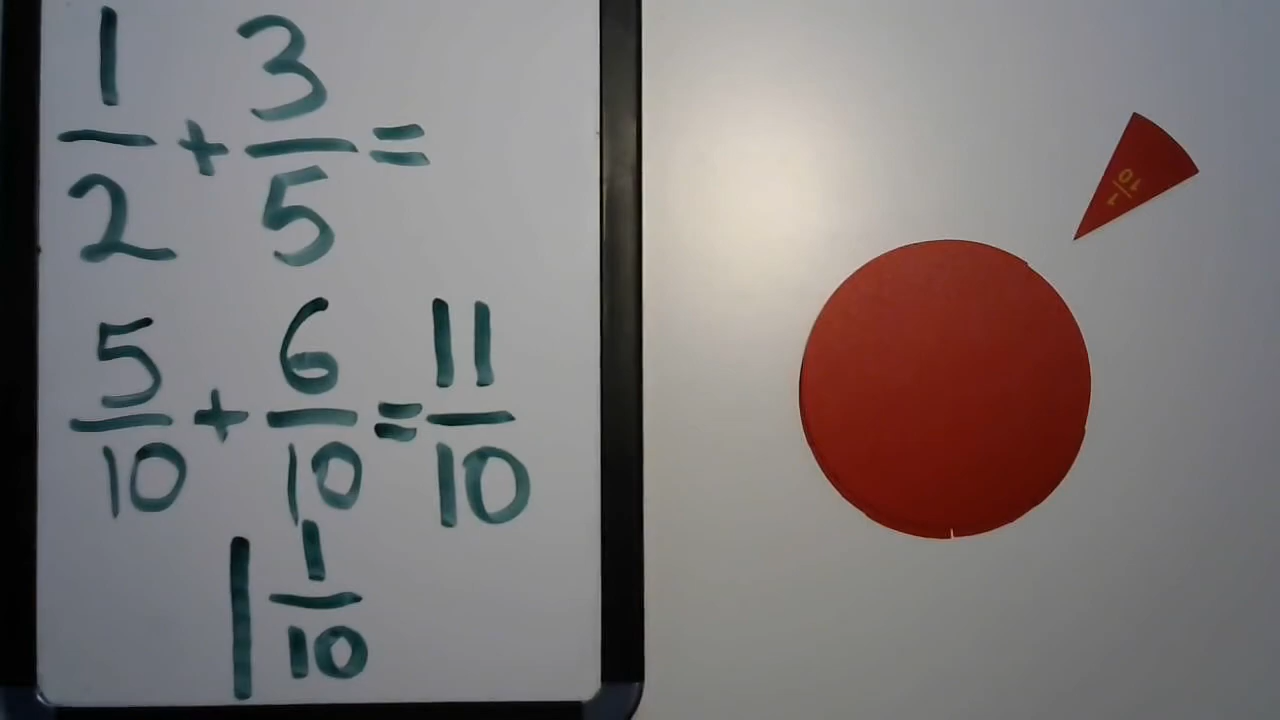 1/2 + 3/5 =
5/10 + 6/10 = 11/10
1 1/10
1/10